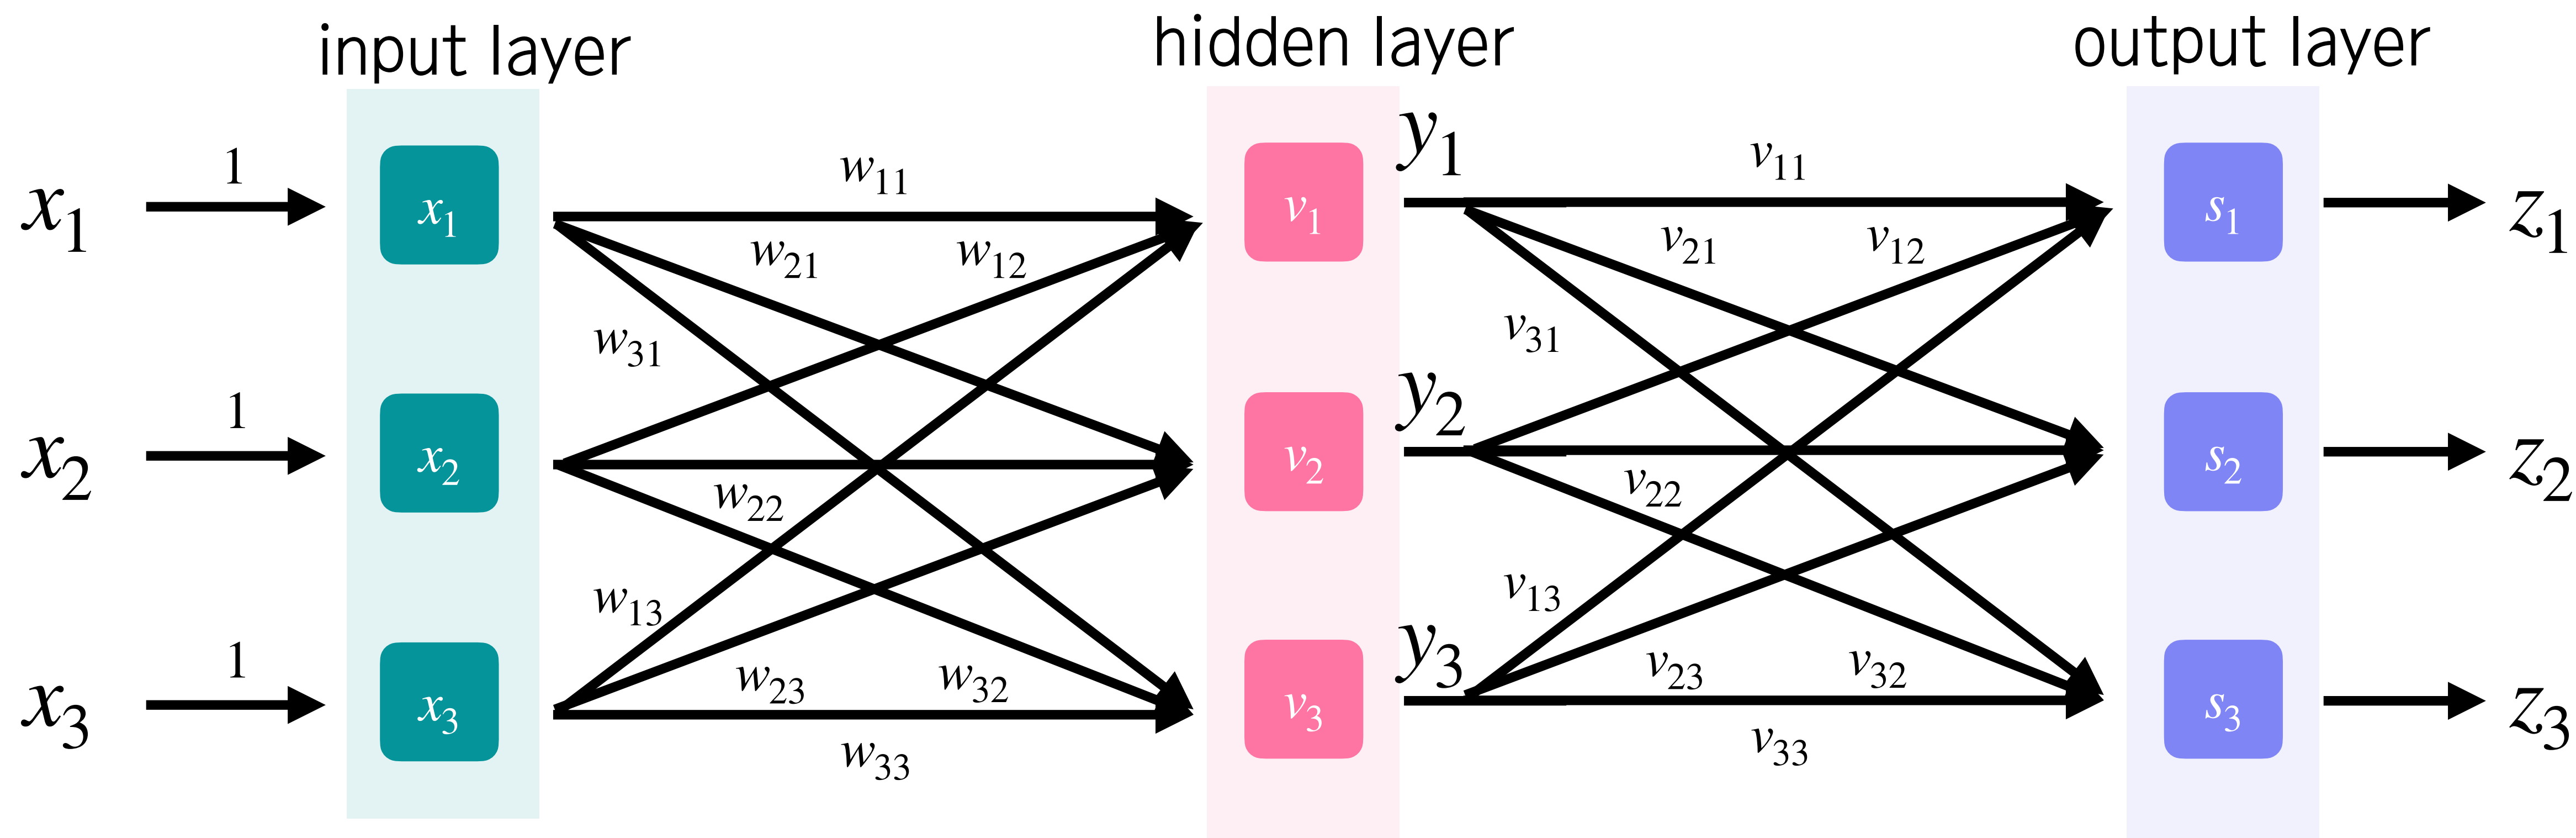 input layer
hidden layer
output layer
x1
1
x1
w11
w21
w12
w31
v1
y1
v11
v21
v12
v31
s1
z1
x2
1
x2
w22
v2
y2
v22
s2
z2
x3
1
x3
w13
w23
w32
w33
v3
y3
v13
v23
v32
v33
s3
z3